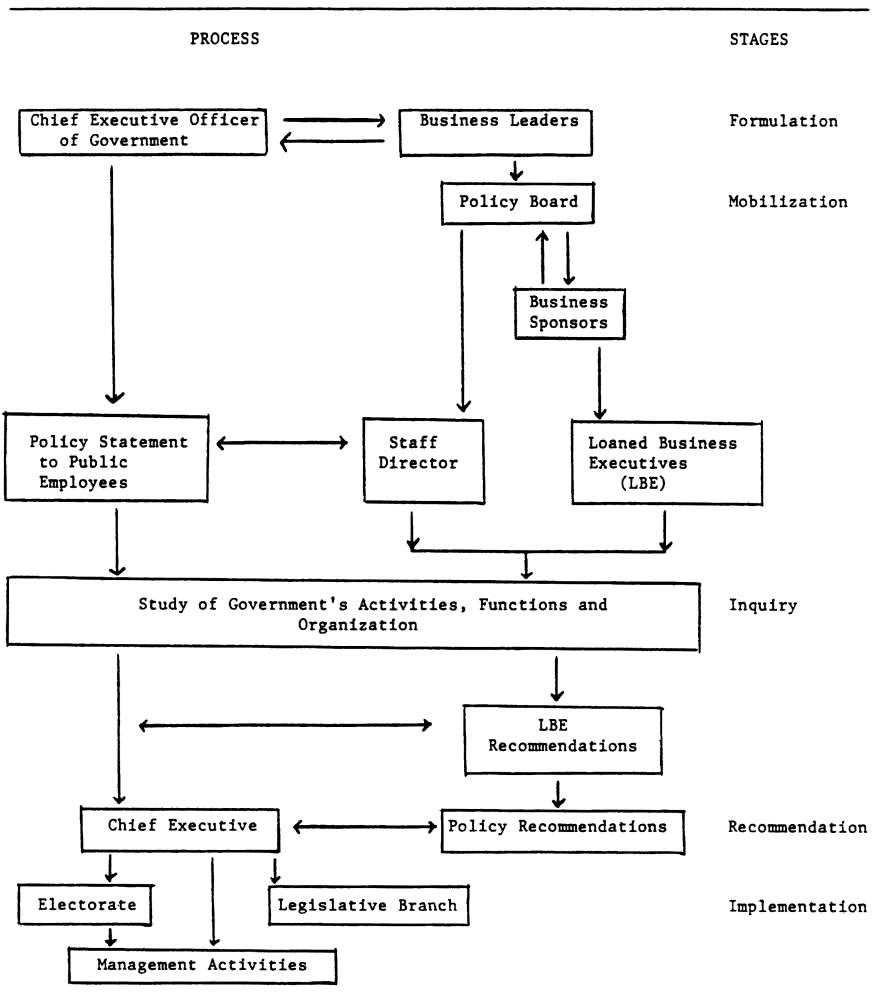 PROCESS
STAGES
Chief Executive Officer
of Government
Business Leaders
Formulation
Policy Board
Mobilization
Business
Sponsors
Policy Statement
to Public
Employees
Staff
Director
Loaned Business
Executives
(LBE)
Study of Government's Activities, Functions and
Organization
Inquiry
LBE
Recommendations
Chief Executive
Policy Recommendations
Recommendation
Electorate
Legislative Branch
Implementation
Management Activities